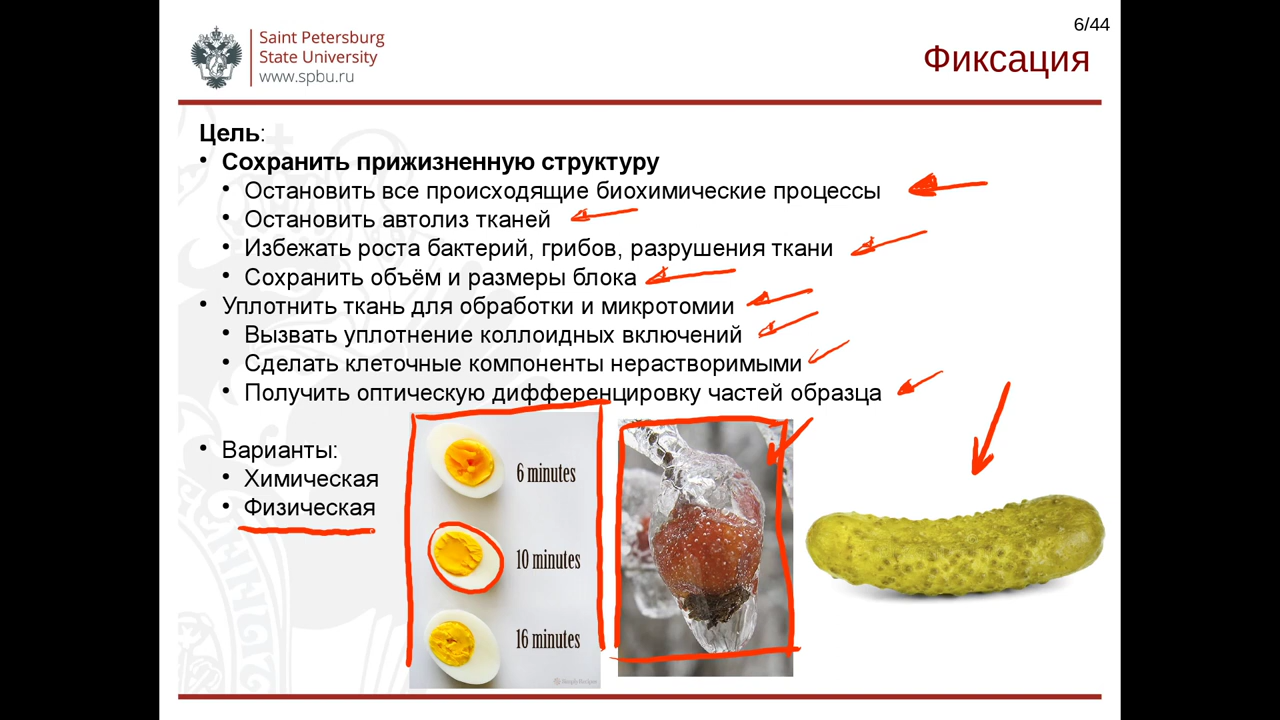 6/44
Saint Petersburg
State University
www.spbu.ru
Фиксация
Цель:
• Сохранить прижизненную структуру
• Остановить все происходящие биохимические процессы
• Остановить автолиз тканей
• Избежать роста бактерий, грибов, разрушения ткани
• Сохранить объём и размеры блока
• Уплотнить ткань для обработки и микротомии
• Вызвать уплотнение коллоидных включений
• Сделать клеточные компоненты нерастворимыми
• Получить оптическую дифференцировку частей образца
• Варианты:
• Химическая
• Физическая
6 minutes
10 minutes
16 minutes